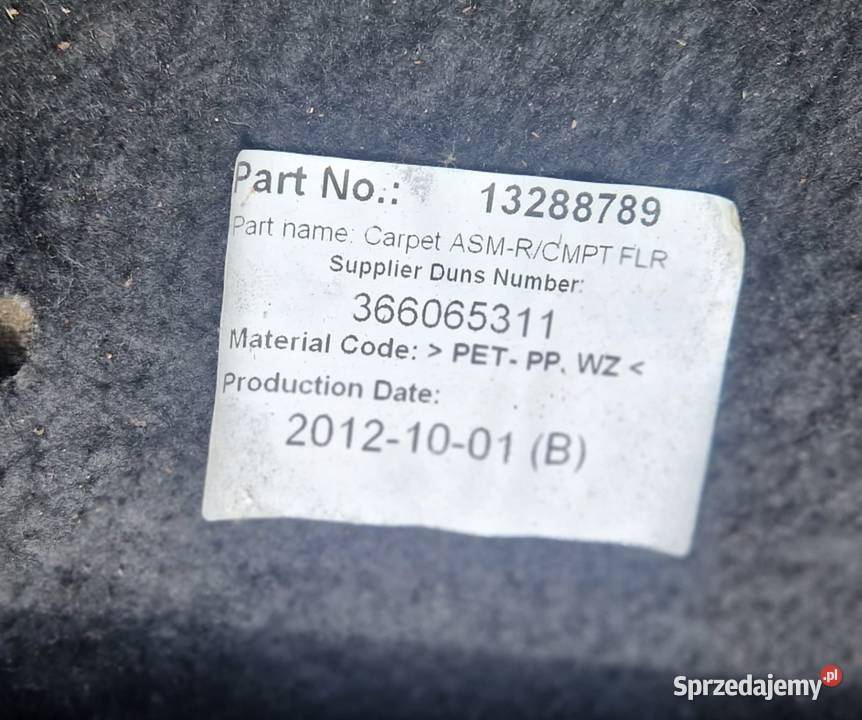 Part No.: 13288789
Part name: Carpet ASM-R/CMPT FLR
Supplier Duns Number:
366065311
Material Code: > PET- PP. WZ <
Production Date:
2012-10-01 (B)
Sprzedajemy.pl